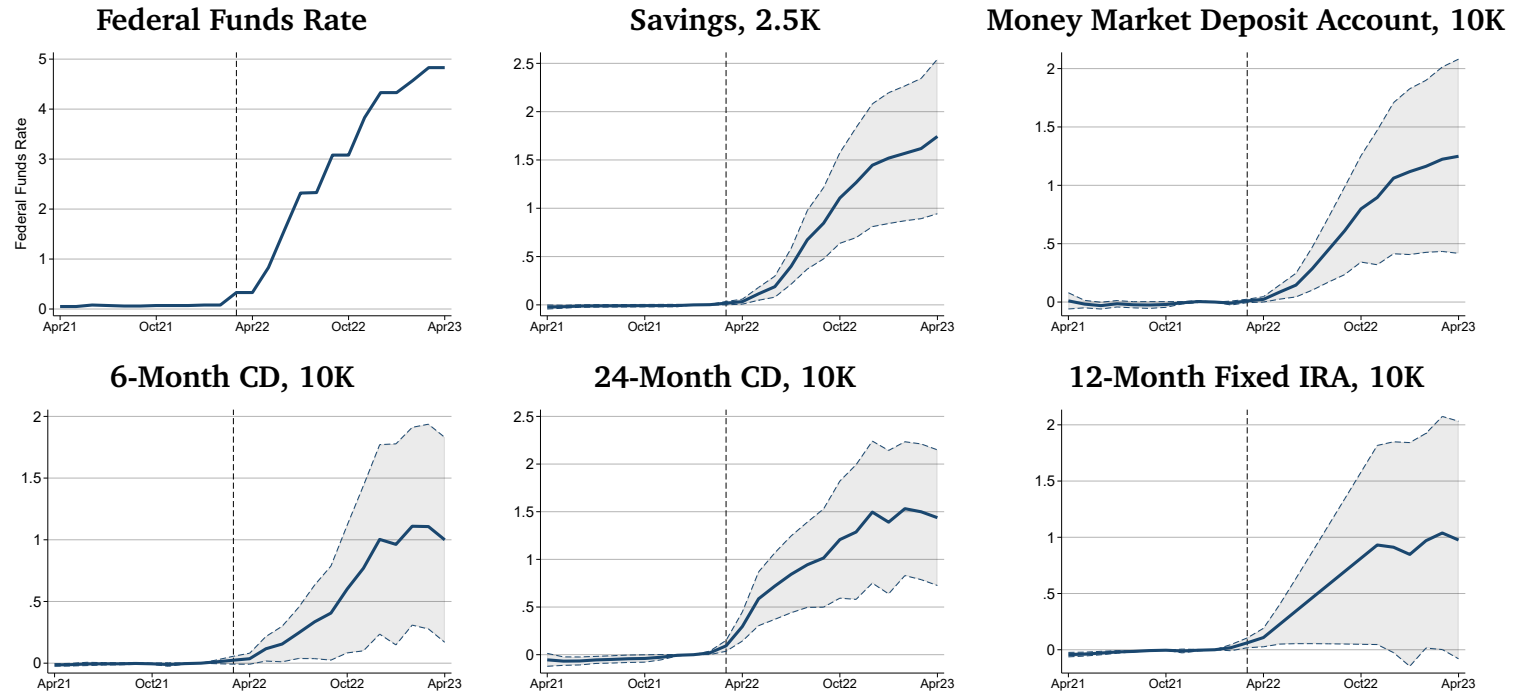 Federal Funds Rate
Federal Funds Rate
5
4
3
2
1
0
Apr21 Oct21 Apr22 Oct22 Apr23
Savings, 2.5K
2.5
2
1.5
1
.5
0
Apr21 Oct21 Apr22 Oct22 Apr23
Money Market Deposit Account, 10K
2
1.5
1
.5
0
Apr21 Oct21 Apr22 Oct22 Apr23
6-Month CD, 10K
2
1.5
1
.5
0
Apr21 Oct21 Apr22 Oct22 Apr23
24-Month CD, 10K
2.5
2
1.5
1
.5
0
Apr21 Oct21 Apr22 Oct22 Apr23
12-Month Fixed IRA, 10K
2
1.5
1
.5
0
Apr21 Oct21 Apr22 Oct22 Apr23